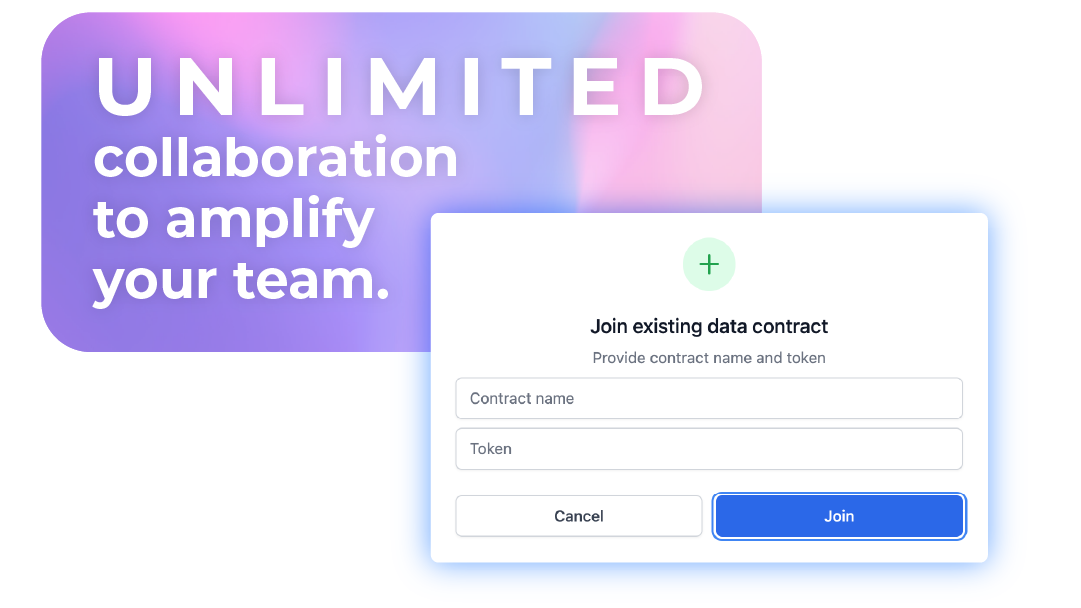 UNLIMITED
collaboration
to amplify
your team.
Join existing data contract
Provide contract name and token
Contract name
Token
Cancel
Join